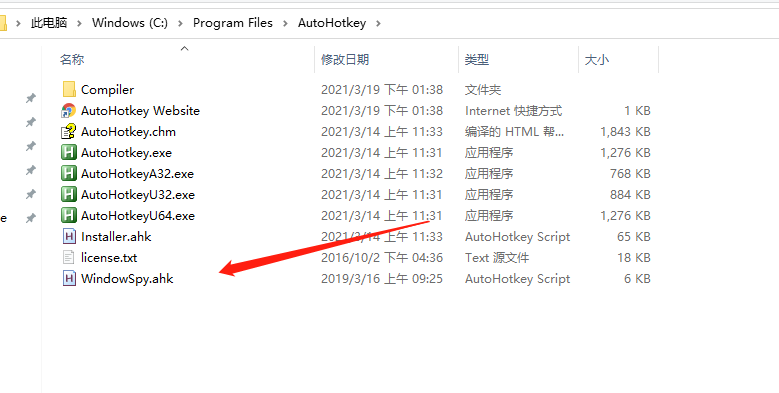 此电脑 > Windows (C:) > Program Files > AutoHotkey >
名称 修改日期 类型 大小
Compiler 2021/3/19 下午 01:38 文件夹
AutoHotkey Website 2021/3/19 下午 01:38 Internet 快捷方式 1 KB
AutoHotkey.chm 2021/3/14 上午 11:33 编译的 HTML 帮... 1,843 KB
AutoHotkey.exe 2021/3/14 上午 11:31 应用程序 1,276 KB
AutoHotkeyA32.exe 2021/3/14 上午 11:32 应用程序 768 KB
AutoHotkeyU32.exe 2021/3/14 上午 11:31 应用程序 884 KB
AutoHotkeyU64.exe 2021/3/14 上午 11:31 应用程序 1,276 KB
Installer.ahk 2021/3/14 上午 11:33 AutoHotkey Script 65 KB
license.txt 2016/10/2 下午 04:36 Text 源文件 18 KB
WindowSpy.ahk 2019/3/16 上午 09:25 AutoHotkey Script 6 KB